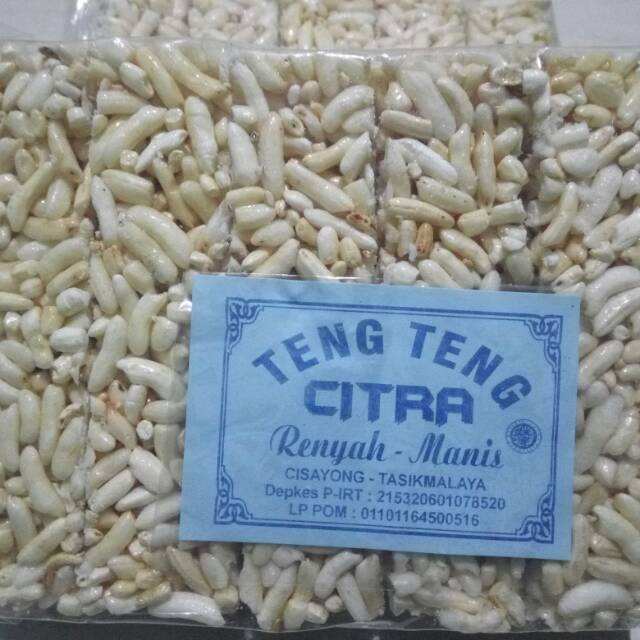 TENG TENG
CITRA
Renyah - Manis
CISAYONG - TASIKMALAYA
Depkes P-IRT : 215320601078520
LP POM : 01101164500516